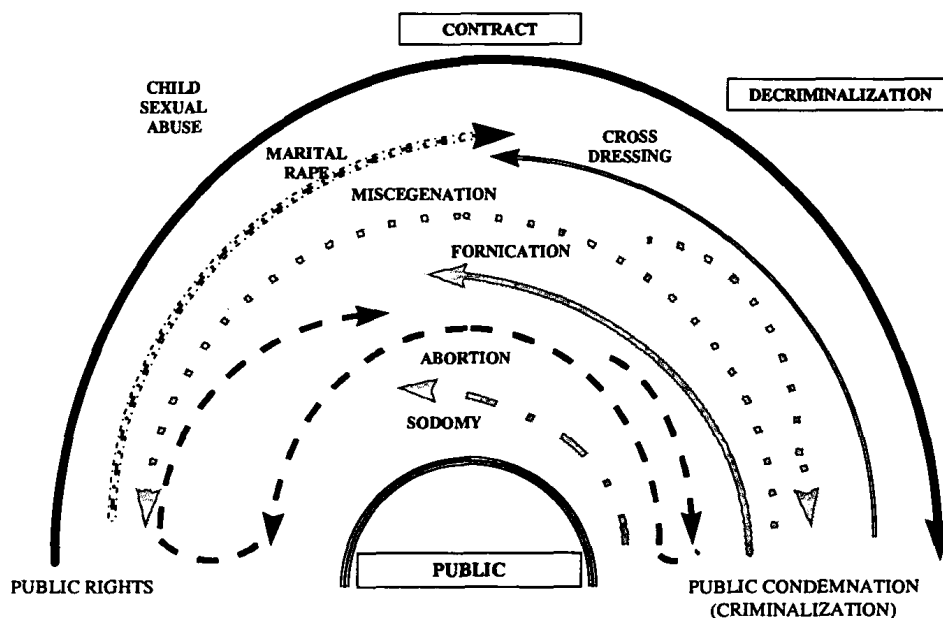 CONTRACT
CHILD
SEXUAL
ABUSE
DECRIMINALIZATION
MARITAL
RAPE
CROSS
DRESSING
MISCEGENATION
FORNICATION
ABORTION
SODOMY
PUBLIC
PUBLIC RIGHTS
PUBLIC CONDEMNATION
(CRIMINALIZATION)